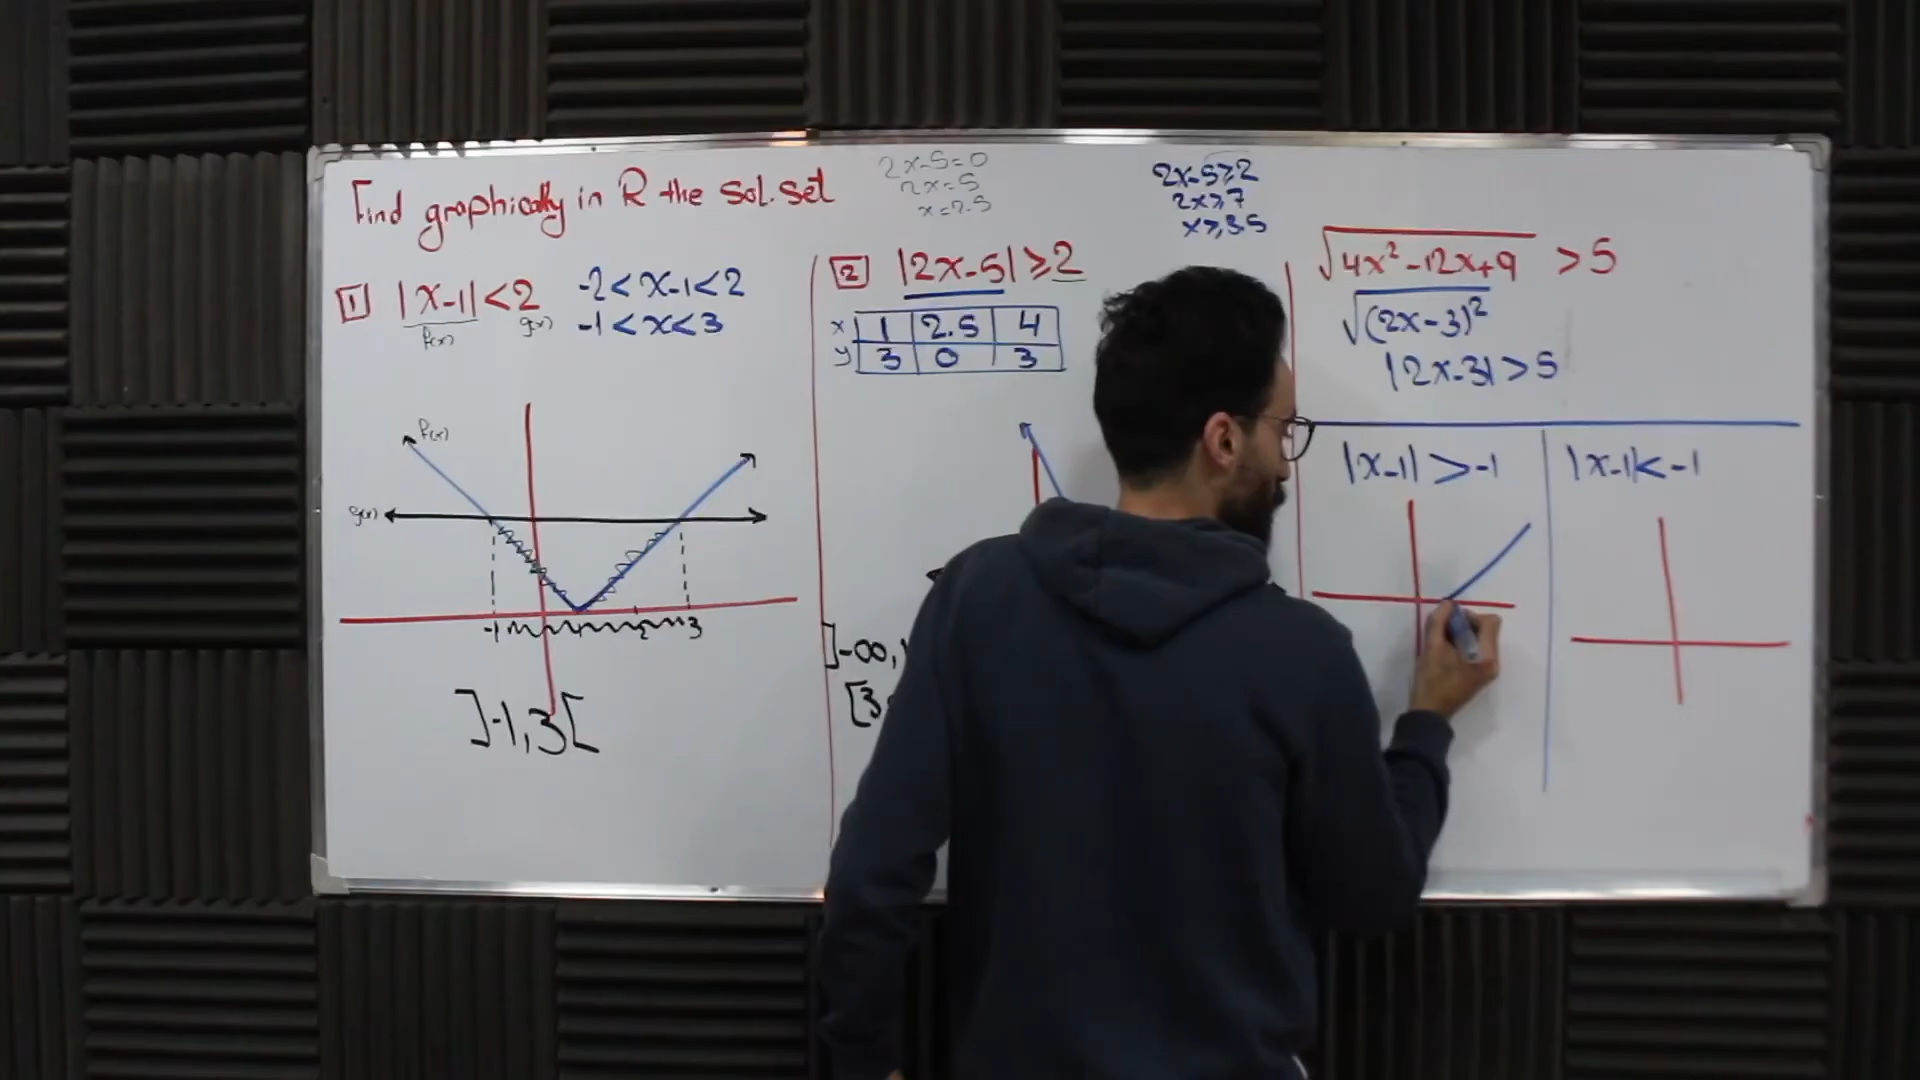 Find graphically in R the sol. set
2x-5=0
2x=5
x=2.5
2x-5≥2
2x≥7
x≥3.5
1 |x-1|<2
f(x) g(x)
-2<x-1<2
-1<x<3
f(x)
g(x)
-1 1 2 3
]-1,3[
2 |2x-5|≥2
x 1 2.5 4
y 3 0 3
]-∞,
[3
√4x²-12x+9 >5
√(2x-3)²
|2x-3|>5
|x-1|>-1
|x-1|<-1